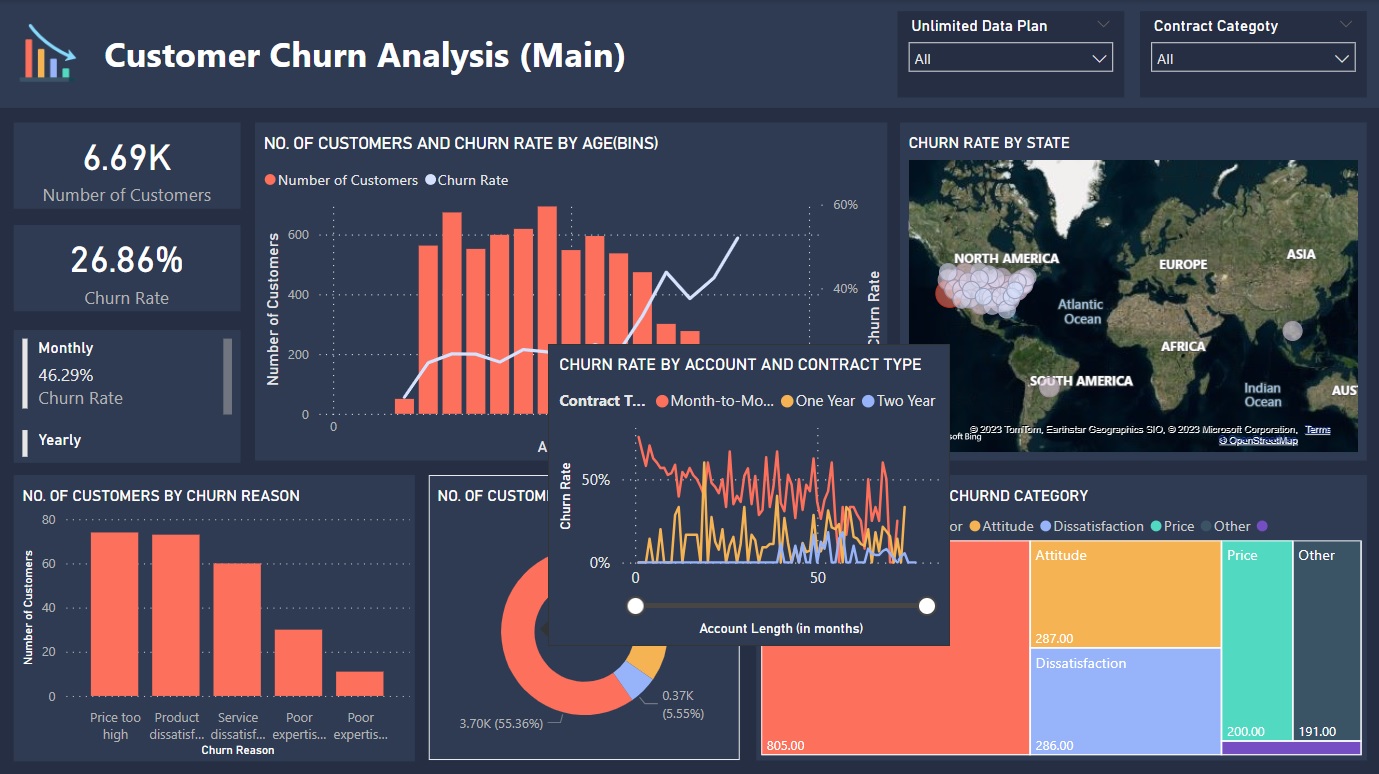 Customer Churn Analysis (Main)
Unlimited Data Plan
All
Contract Categoty
All
6.69K
Number of Customers
26.86%
Churn Rate
Monthly
46.29%
Churn Rate
Yearly
NO. OF CUSTOMERS AND CHURN RATE BY AGE(BINS)
Number of Customers
Churn Rate
Number of Customers
600
400
200
0
0
60%
40%
Churn Rate
A
CHURN RATE BY STATE
NORTH AMERICA
EUROPE
ASIA
Atlantic
Ocean
AFRICA
SOUTH AMERICA
Indian
Ocean
AUS
© 2023 TomTom, Earthstar Geographics SIO, © 2023 Microsoft Corporation, Terms
© OpenStreetMap
soft Bing
CHURN RATE BY ACCOUNT AND CONTRACT TYPE
Contract T...
Month-to-Mo...
One Year
Two Year
Churn Rate
50%
0%
0
50
Account Length (in months)
NO. OF CUSTOMERS BY CHURN REASON
Number of Customers
80
60
40
20
0
Price too
high
Product
dissatisf...
Service
dissatisf...
Poor
expertis...
Poor
expertis...
Churn Reason
NO. OF CUSTOM
3.70K (55.36%)
0.37K
(5.55%)
CHURND CATEGORY
or
Attitude
Dissatisfaction
Price
Other
805.00
Attitude
287.00
Dissatisfaction
286.00
Price
200.00
Other
191.00